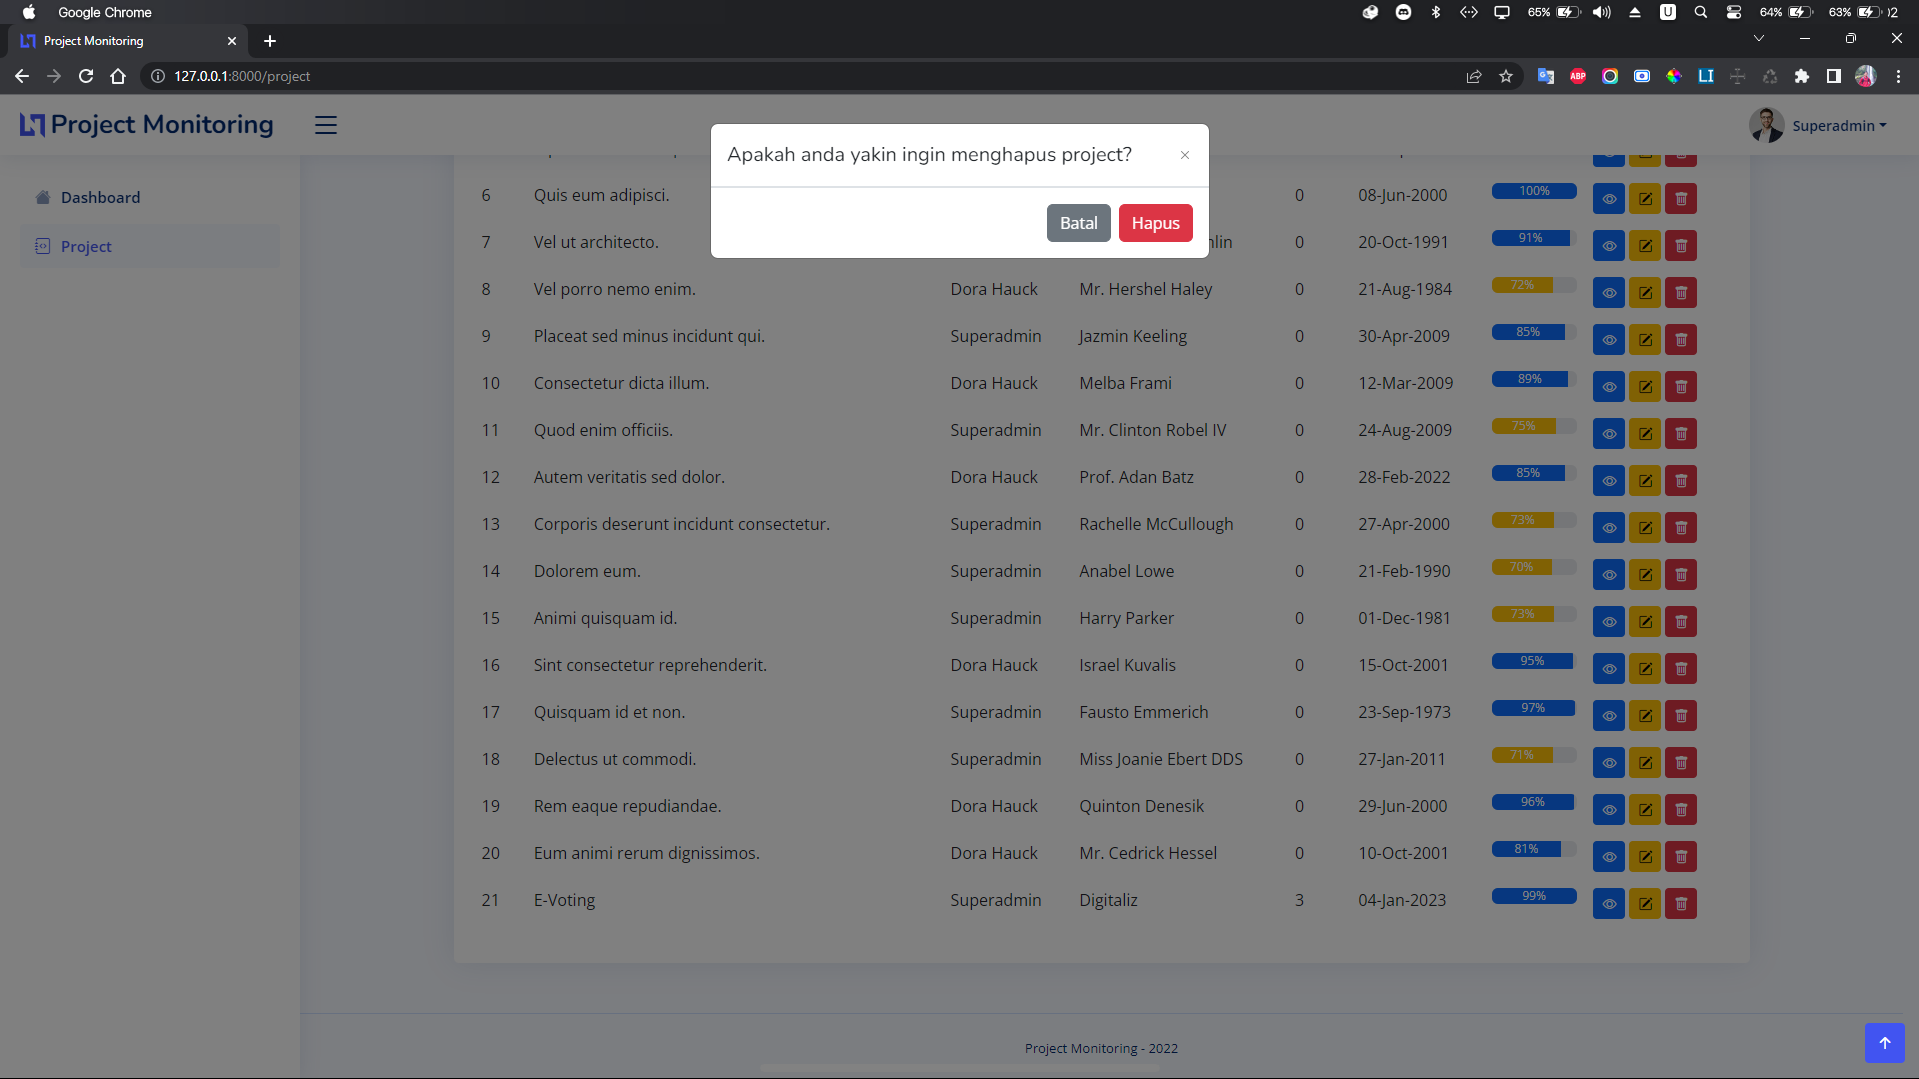 Google Chrome
65%
U
64%
63%
Project Monitoring
127.0.0.1:8000/project
ABP
LI
Project Monitoring
Superadmin
Dashboard
Project
Apakah anda yakin ingin menghapus project?
Batal
Hapus
6 Quis eum adipisci. 0 08-Jun-2000 100%
7 Vel ut architecto. 0 20-Oct-1991 91%
8 Vel porro nemo enim. Dora Hauck Mr. Hershel Haley 0 21-Aug-1984 72%
9 Placeat sed minus incidunt qui. Superadmin Jazmin Keeling 0 30-Apr-2009 85%
10 Consectetur dicta illum. Dora Hauck Melba Frami 0 12-Mar-2009 89%
11 Quod enim officiis. Superadmin Mr. Clinton Robel IV 0 24-Aug-2009 75%
12 Autem veritatis sed dolor. Dora Hauck Prof. Adan Batz 0 28-Feb-2022 85%
13 Corporis deserunt incidunt consectetur. Superadmin Rachelle McCullough 0 27-Apr-2000 73%
14 Dolorem eum. Superadmin Anabel Lowe 0 21-Feb-1990 70%
15 Animi quisquam id. Superadmin Harry Parker 0 01-Dec-1981 73%
16 Sint consectetur reprehenderit. Dora Hauck Israel Kuvalis 0 15-Oct-2001 95%
17 Quisquam id et non. Superadmin Fausto Emmerich 0 23-Sep-1973 97%
18 Delectus ut commodi. Superadmin Miss Joanie Ebert DDS 0 27-Jan-2011 71%
19 Rem eaque repudiandae. Dora Hauck Quinton Denesik 0 29-Jun-2000 96%
20 Eum animi rerum dignissimos. Dora Hauck Mr. Cedrick Hessel 0 10-Oct-2001 81%
21 E-Voting Superadmin Digitaliz 3 04-Jan-2023 99%
Project Monitoring - 2022